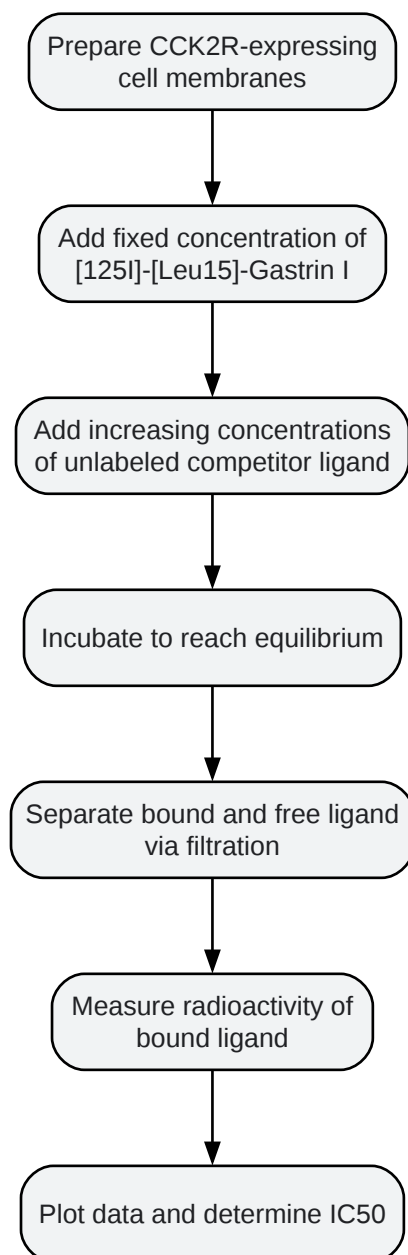 Prepare CCK2R-expressing
cell membranes
Add fixed concentration of
[125I]-[Leu15]-Gastrin I
Add increasing concentrations
of unlabeled competitor ligand
Incubate to reach equilibrium
Separate bound and free ligand
via filtration
Measure radioactivity of
bound ligand
Plot data and determine IC50